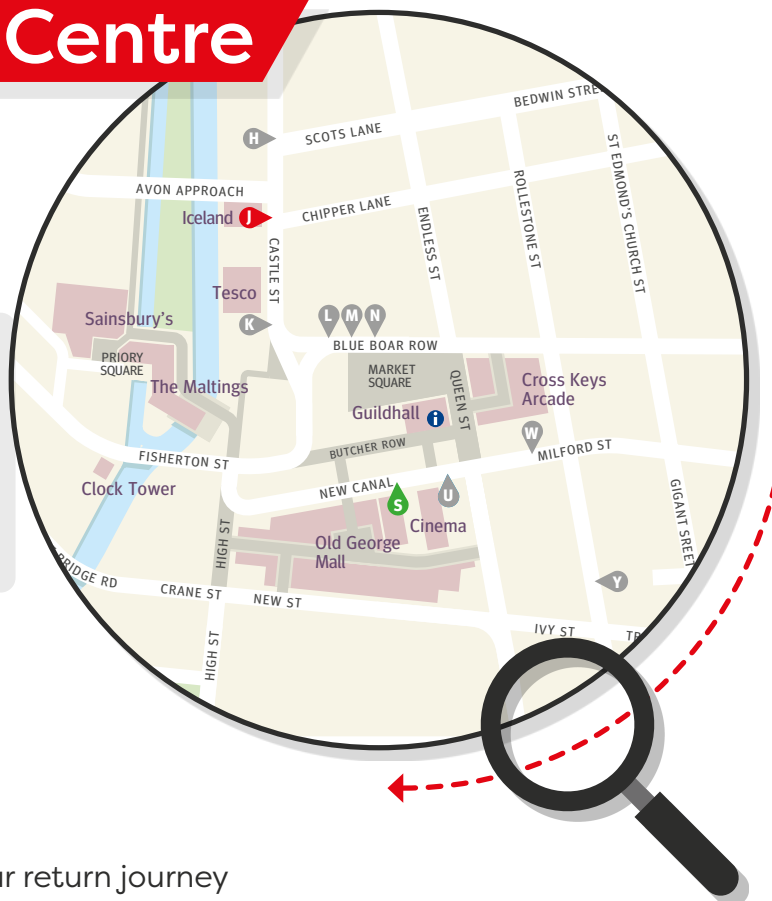 Centre
BEDWIN STRE
H
SCOTS LANE
ST EDMOND'S CHURCH ST
AVON APPROACH
ROLLESTONE ST
CHIPPER LANE
Iceland J
ENDLESS ST
CASTLE ST
Tesco
L M N
Sainsbury's
K
BLUE BOAR ROW
PRIORY
SQUARE
MARKET
SQUARE
The Maltings
QUEEN ST
Cross Keys
Arcade
Guildhall i
W
BUTCHER ROW
MILFORD ST
FISHERTON ST
Clock Tower
NEW CANAL
S
U
GIGANT SREET
Cinema
HIGH ST
Old George
Mall
BRIDGE RD
CRANE ST
NEW ST
Y
IVY ST
TR
HIGH ST
ur return journey